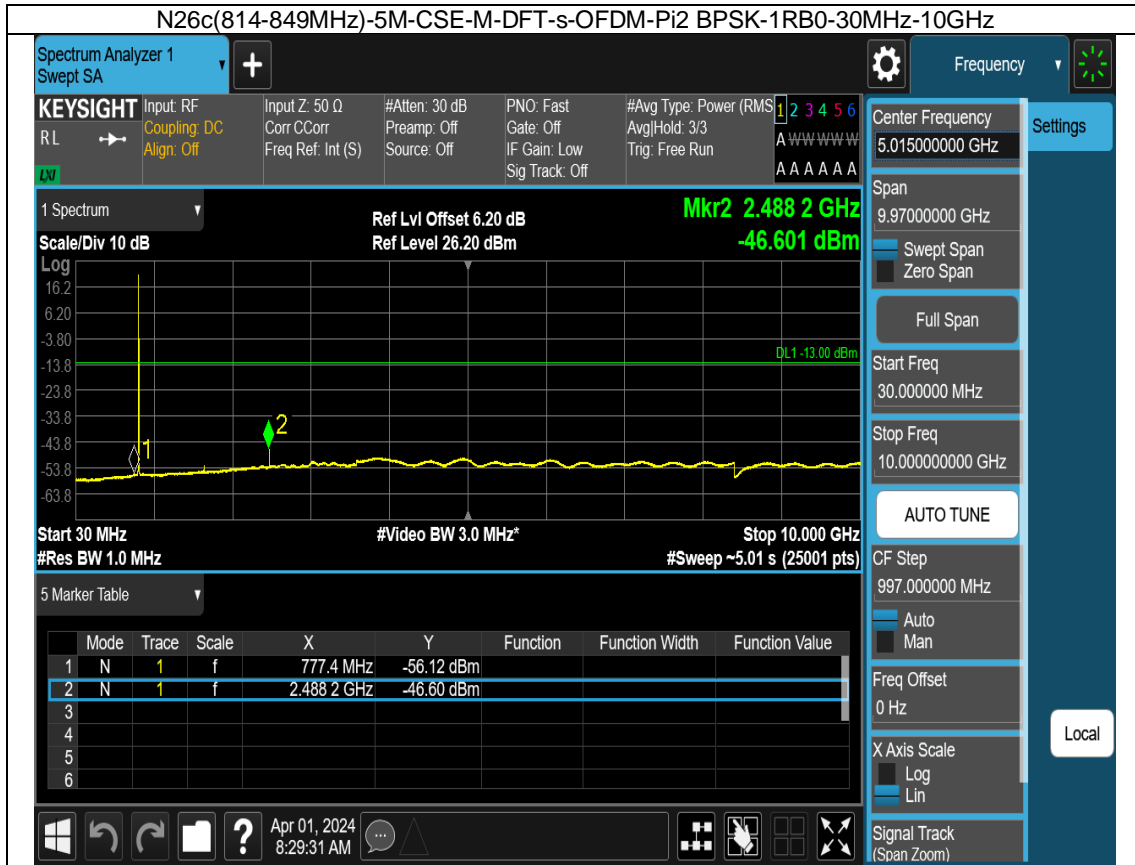 N26c(814-849MHz)-5M-CSE-M-DFT-s-OFDM-Pi2 BPSK-1RB0-30MHz-10GHz
Spectrum Analyzer 1
Swept SA
+
Frequency
KEYSIGHT
R L
LXI
Input: RF
Coupling: DC
Align: Off
Input Z: 50 Ω
Corr CCorr
Freq Ref: Int (S)
#Atten: 30 dB
Preamp: Off
Source: Off
PNO: Fast
Gate: Off
IF Gain: Low
Sig Track: Off
#Avg Type: Power (RMS
Avg|Hold: 3/3
Trig: Free Run
1 2 3 4 5 6
A W W W W W
A A A A A A
1 Spectrum
Scale/Div 10 dB
Ref Lvl Offset 6.20 dB
Ref Level 26.20 dBm
Mkr2 2.488 2 GHz
-46.601 dBm
Log
16.2
6.20
-3.80
-13.8
-23.8
-33.8
-43.8
-53.8
-63.8
DL1 -13.00 dBm
1
2
Start 30 MHz
#Video BW 3.0 MHz*
Stop 10.000 GHz
#Res BW 1.0 MHz
#Sweep ~5.01 s (25001 pts)
5 Marker Table
Mode Trace Scale X Y Function Function Width Function Value
1 N 1 f 777.4 MHz -56.12 dBm
2 N 1 f 2.488 2 GHz -46.60 dBm
3
4
5
6
Center Frequency
5.015000000 GHz
Settings
Span
9.97000000 GHz
Swept Span
Zero Span
Full Span
Start Freq
30.000000 MHz
Stop Freq
10.000000000 GHz
AUTO TUNE
CF Step
997.000000 MHz
Auto
Man
Freq Offset
0 Hz
X Axis Scale
Log
Lin
Signal Track
(Span Zoom)
Local
?
Apr 01, 2024
8:29:31 AM